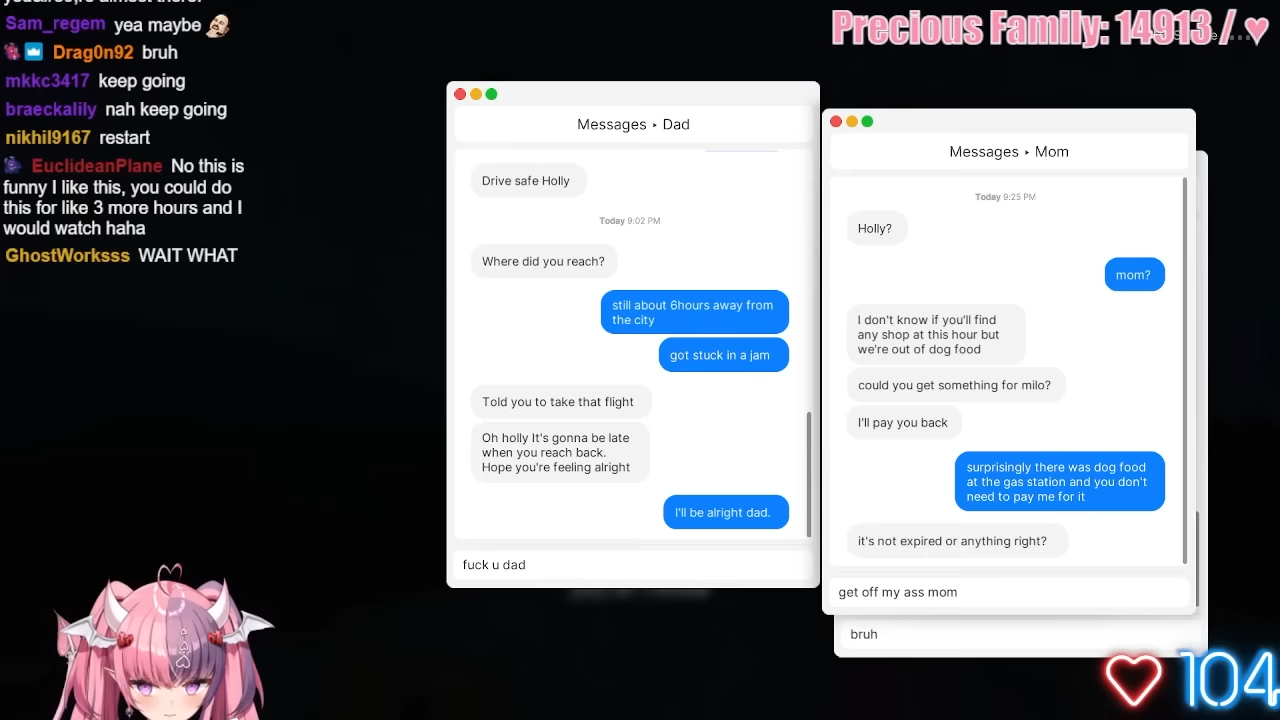 Sam_regem yea maybe
Drag0n92 bruh
mkkc3417 keep going
braeckalily nah keep going
nikhil9167 restart
EuclideanPlane No this is
funny I like this, you could do
this for like 3 more hours and I
would watch haha
GhostWorksss WAIT WHAT
Precious Family: 14913 / ♥
Messages ‣ Dad
Drive safe Holly
Today 9:02 PM
Where did you reach?
still about 6hours away from
the city
got stuck in a jam
Told you to take that flight
Oh holly It's gonna be late
when you reach back.
Hope you're feeling alright
I'll be alright dad.
fuck u dad
Messages ‣ Mom
Today 9:25 PM
Holly?
mom?
I don't know if you'll find
any shop at this hour but
we're out of dog food
could you get something for milo?
I'll pay you back
surprisingly there was dog food
at the gas station and you don't
need to pay me for it
it's not expired or anything right?
get off my ass mom
bruh
104